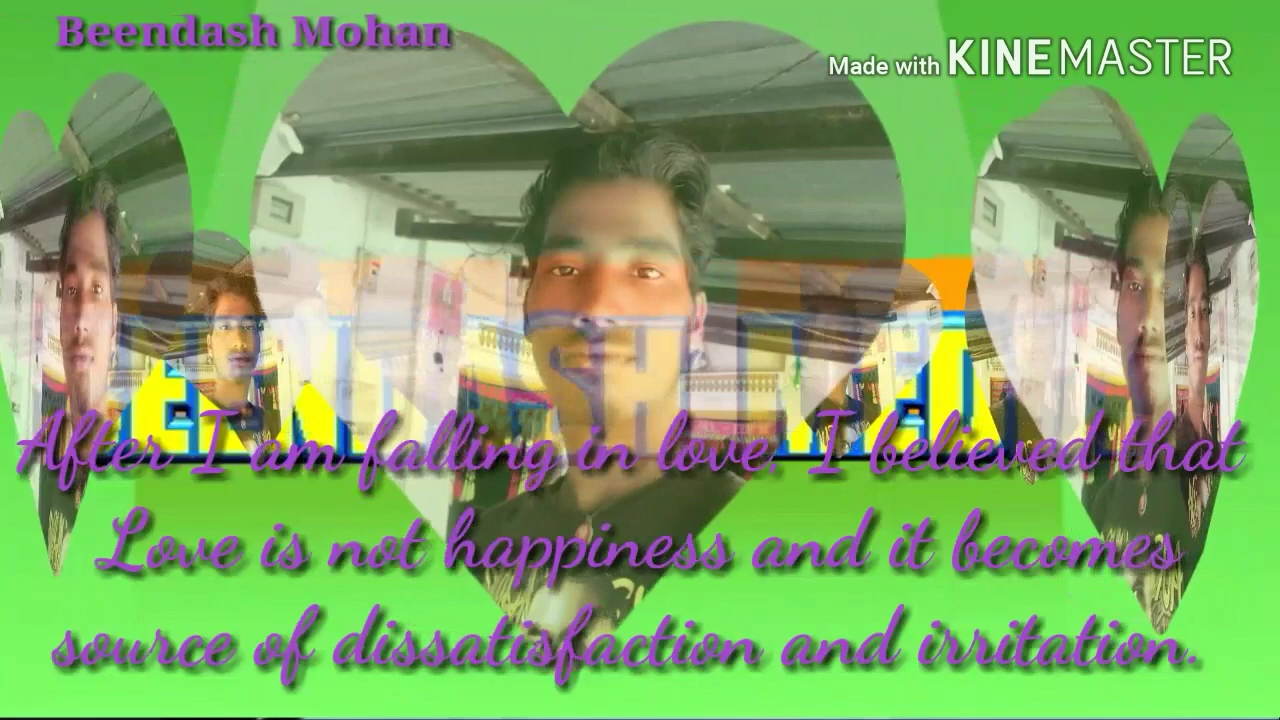 Beendash Mohan
Made with KINEMASTER
After I am falling in love, I believed that
Love is not happiness and it becomes
source of dissatisfaction and irritation.